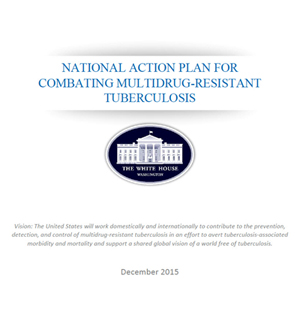 NATIONAL ACTION PLAN FOR
COMBATING MULTIDRUG-RESISTANT
TUBERCULOSIS
THE WHITE HOUSE
WASHINGTON
Vision: The United States will work domestically and internationally to contribute to the prevention,
detection, and control of multidrug-resistant tuberculosis in an effort to avert tuberculosis-associated
morbidity and mortality and support a shared global vision of a world free of tuberculosis.
December 2015